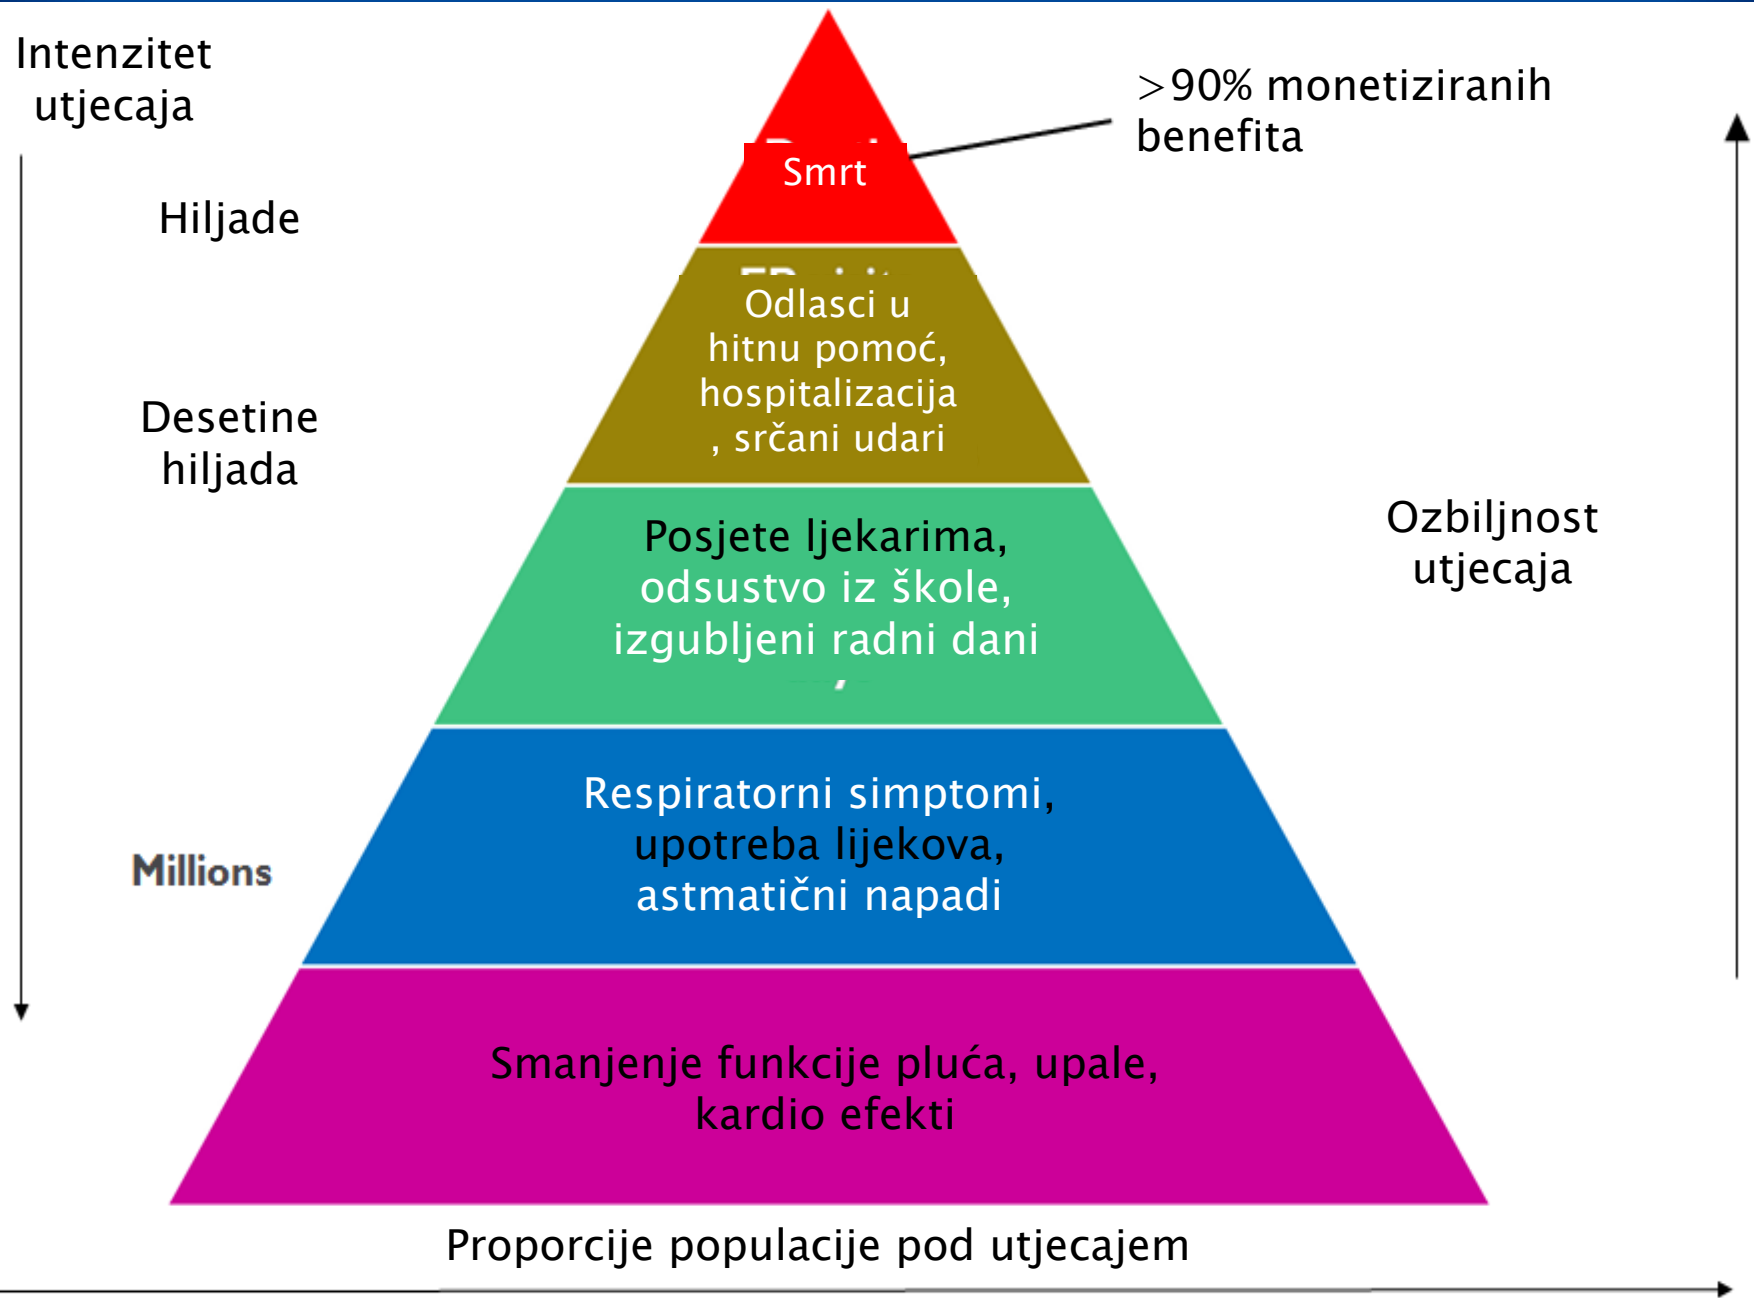 Intenzitet
utjecaja
>90% monetiziranih
benefita
Smrt
Hiljade
Odlasci u
hitnu pomoć,
hospitalizacija
, srčani udari
Desetine
hiljada
Posjete ljekarima,
odsustvo iz škole,
izgubljeni radni dani
Ozbiljnost
utjecaja
Respiratorni simptomi,
upotreba lijekova,
astmatični napadi
Millions
Smanjenje funkcije pluća, upale,
kardio efekti
Proporcije populacije pod utjecajem